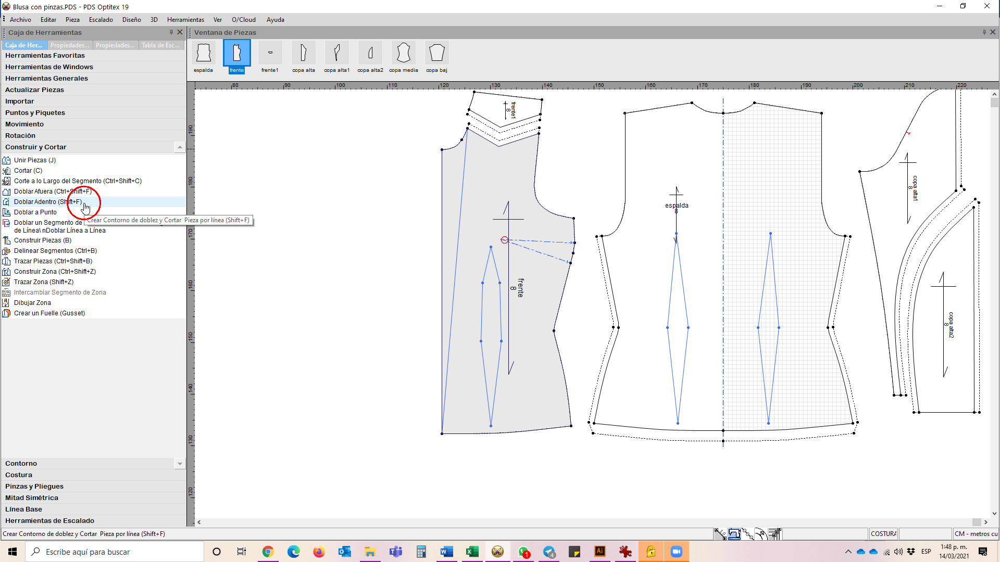 Blusa con pinzas.PDS - PDS Optitex 19
Archivo Editar Pieza Escalado Diseño 3D Herramientas Ver O/Cloud Ayuda
Caja de Herramientas
Ventana de Piezas
Caja de Her... Propiedades... Propiedades... Tabla de Esc...
Herramientas Favoritas
Herramientas de Windows
Herramientas Generales
Actualizar Piezas
Importar
Puntos y Piquetes
Movimiento
Rotación
Construir y Cortar
Unir Piezas (J)
Cortar (C)
Corte a lo Largo del Segmento (Ctrl+Shift+C)
Doblar Afuera (Ctrl+Shift+F)
Doblar Adentro (Shift+F)
Doblar a Punto
Doblar un Segmento de
de Línea\ nDoblar Línea a Línea
Crear Contorno de doblez y Cortar Pieza por línea (Shift+F)
Construir Piezas (B)
Delinear Segmentos (Ctrl+B)
Trazar Piezas (Ctrl+Shift+B)
Construir Zona (Ctrl+Shift+Z)
Trazar Zona (Shift+Z)
Intercambiar Segmento de Zona
Dibujar Zona
Crear un Fuelle (Gusset)
Contorno
Costura
Pinzas y Pliegues
Mitad Simétrica
Línea Base
Herramientas de Escalado
espalda frente frente1 copa alta copa alta1 copa alta2 copa media copa baj
80 90 100 110 120 130 140 150 160 170 180 190 200 210 220
190
180
170
160
150
140
130
120
frente1
8
frente
8
espalda
8
copa alta1
8
copa alta2
8
Crear Contorno de doblez y Cortar Pieza por línea (Shift+F)
COSTURA
CM - metros cu
Escribe aquí para buscar
1
4
ESP
1:48 p. m.
14/03/2021